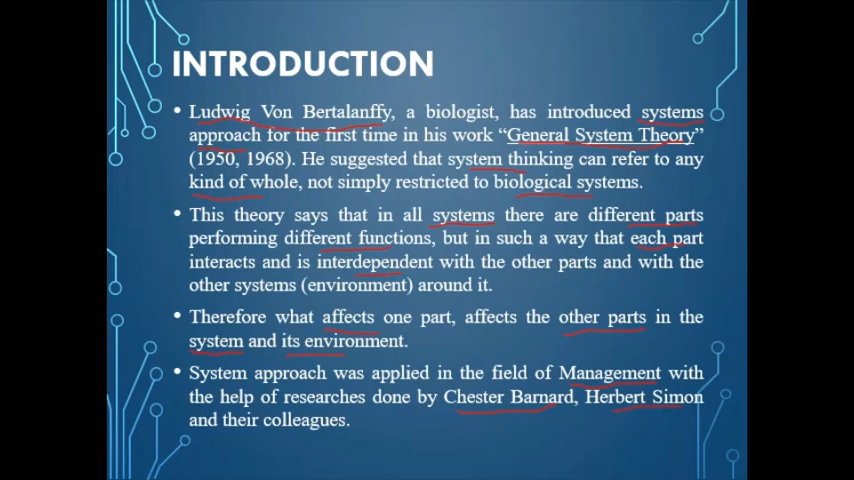 INTRODUCTION
• Ludwig Von Bertalanffy, a biologist, has introduced systems
approach for the first time in his work “General System Theory”
(1950, 1968). He suggested that system thinking can refer to any
kind of whole, not simply restricted to biological systems.
• This theory says that in all systems there are different parts
performing different functions, but in such a way that each part
interacts and is interdependent with the other parts and with the
other systems (environment) around it.
• Therefore what affects one part, affects the other parts in the
system and its environment.
• System approach was applied in the field of Management with
the help of researches done by Chester Barnard, Herbert Simon
and their colleagues.